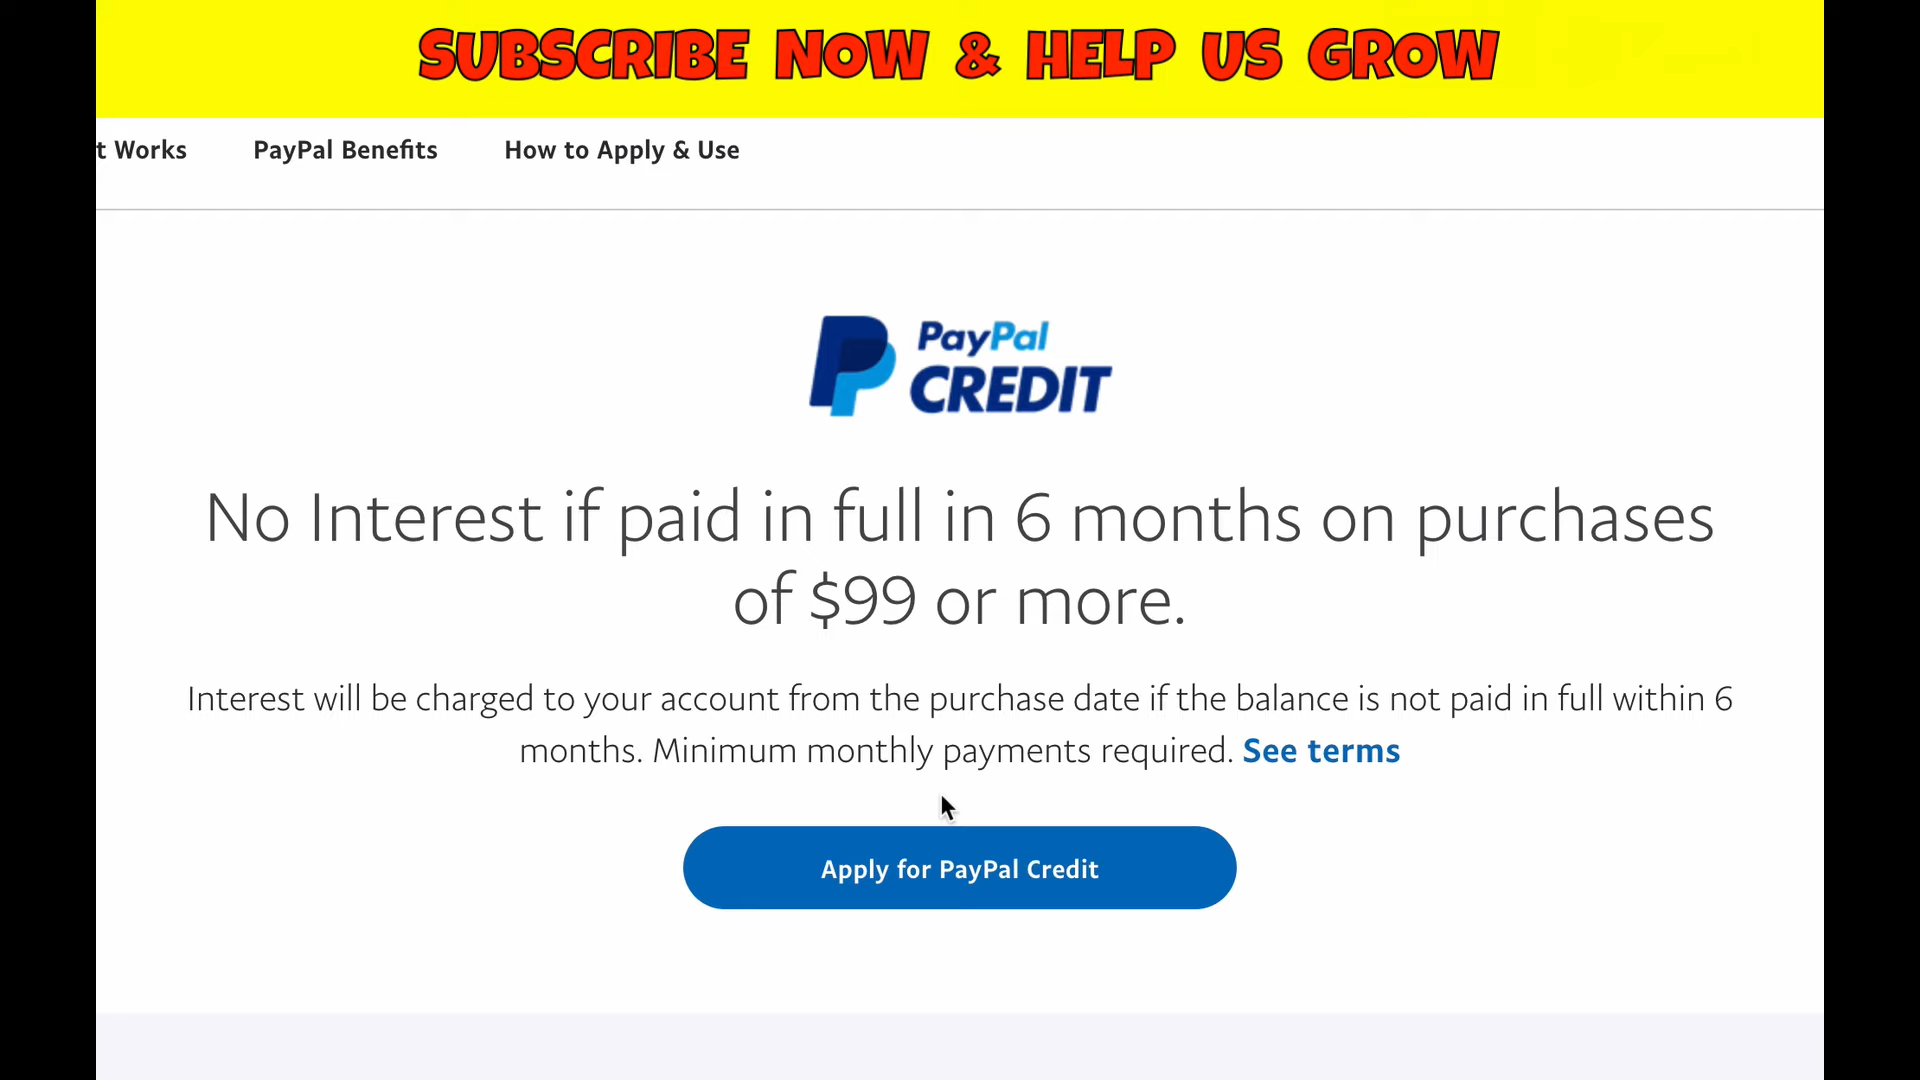 SUBSCRIBE NOW & HELP US GROW
t Works PayPal Benefits How to Apply & Use
PayPal
CREDIT
No Interest if paid in full in 6 months on purchases
of $99 or more.
Interest will be charged to your account from the purchase date if the balance is not paid in full within 6
months. Minimum monthly payments required. See terms
Apply for PayPal Credit